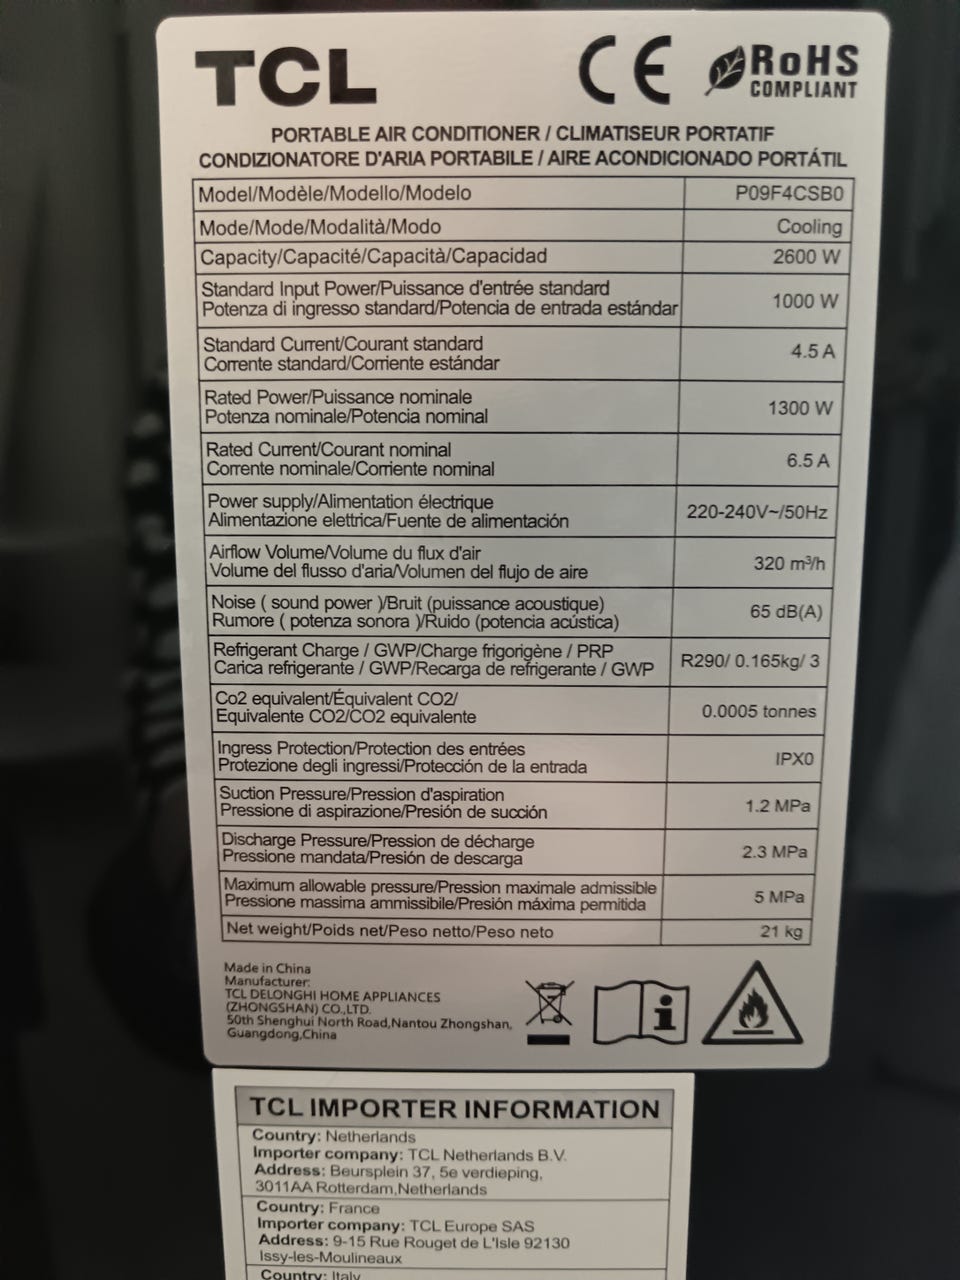 TCL
CE
RoHS
COMPLIANT
PORTABLE AIR CONDITIONER / CLIMATISEUR PORTATIF
CONDIZIONATORE D'ARIA PORTABILE / AIRE ACONDICIONADO PORTÁTIL
Model/Modèle/Modello/Modelo P09F4CSB0
Mode/Mode/Modalità/Modo Cooling
Capacity/Capacité/Capacità/Capacidad 2600 W
Standard Input Power/Puissance d'entrée standard
Potenza di ingresso standard/Potencia de entrada estándar 1000 W
Standard Current/Courant standard
Corrente standard/Corriente estándar 4.5 A
Rated Power/Puissance nominale
Potenza nominale/Potencia nominal 1300 W
Rated Current/Courant nominal
Corrente nominale/Corriente nominal 6.5 A
Power supply/Alimentation électrique
Alimentazione elettrica/Fuente de alimentación 220-240V~/50Hz
Airflow Volume/Volume du flux d'air
Volume del flusso d'aria/Volumen del flujo de aire 320 m³/h
Noise ( sound power )/Bruit (puissance acoustique)
Rumore ( potenza sonora )/Ruido (potencia acústica) 65 dB(A)
Refrigerant Charge / GWP/Charge frigorigène / PRP
Carica refrigerante / GWP/Recarga de refrigerante / GWP R290/ 0.165kg/ 3
Co2 equivalent/Équivalent CO2/
Equivalente CO2/CO2 equivalente 0.0005 tonnes
Ingress Protection/Protection des entrées
Protezione degli ingressi/Protección de la entrada IPX0
Suction Pressure/Pression d'aspiration
Pressione di aspirazione/Presión de succión 1.2 MPa
Discharge Pressure/Pression de décharge
Pressione mandata/Presión de descarga 2.3 MPa
Maximum allowable pressure/Pression maximale admissible
Pressione massima ammissibile/Presión máxima permitida 5 MPa
Net weight/Poids net/Peso netto/Peso neto 21 kg
Made in China
Manufacturer:
TCL DELONGHI HOME APPLIANCES
(ZHONGSHAN) CO.,LTD.
50th Shenghui North Road,Nantou Zhongshan,
Guangdong,China
TCL IMPORTER INFORMATION
Country: Netherlands
Importer company: TCL Netherlands B.V.
Address: Beursplein 37, 5e verdieping,
3011AA Rotterdam,Netherlands
Country: France
Importer company: TCL Europe SAS
Address: 9-15 Rue Rouget de L'Isle 92130
Issy-les-Moulineaux
Country: Italy